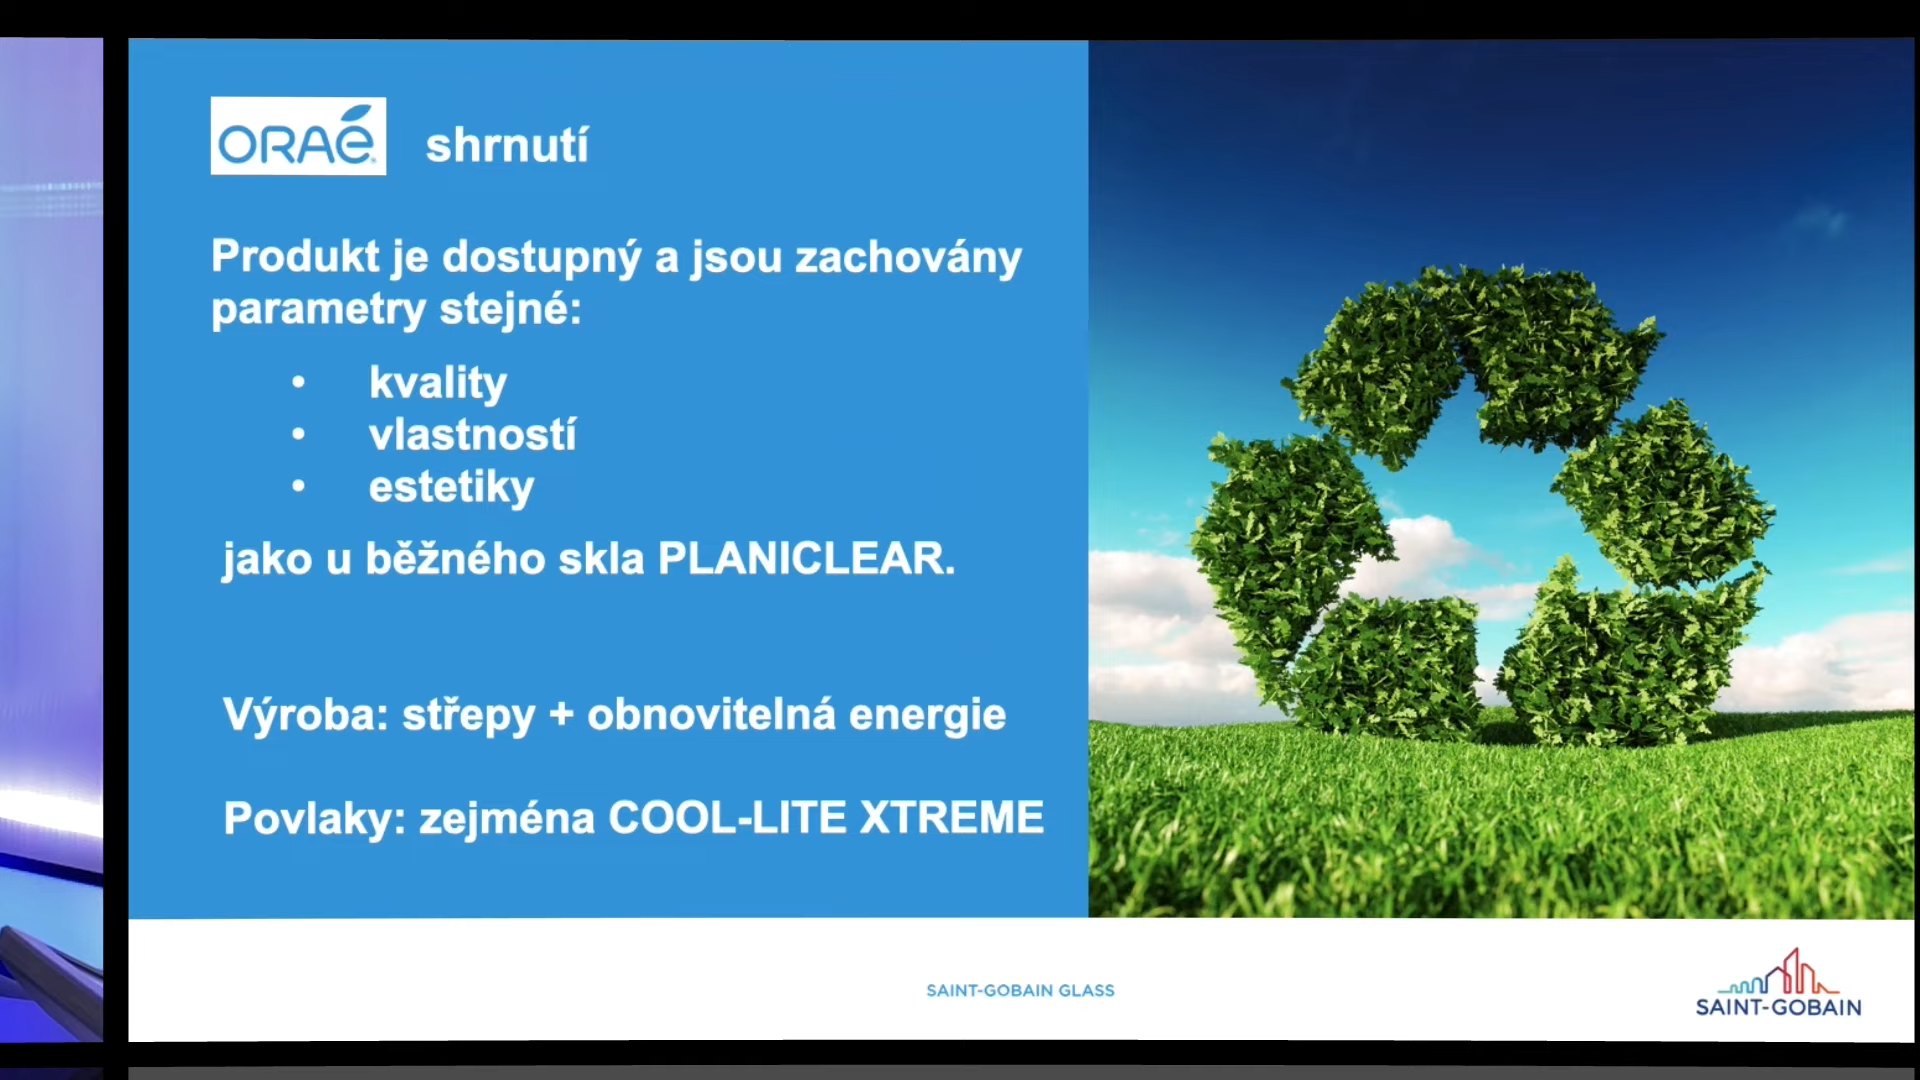 ORAÉ® shrnutí
Produkt je dostupný a jsou zachovány
parametry stejné:
• kvality
• vlastností
• estetiky
jako u běžného skla PLANICLEAR.
Výroba: střepy + obnovitelná energie
Povlaky: zejména COOL-LITE XTREME
SAINT-GOBAIN GLASS
SAINT-GOBAIN